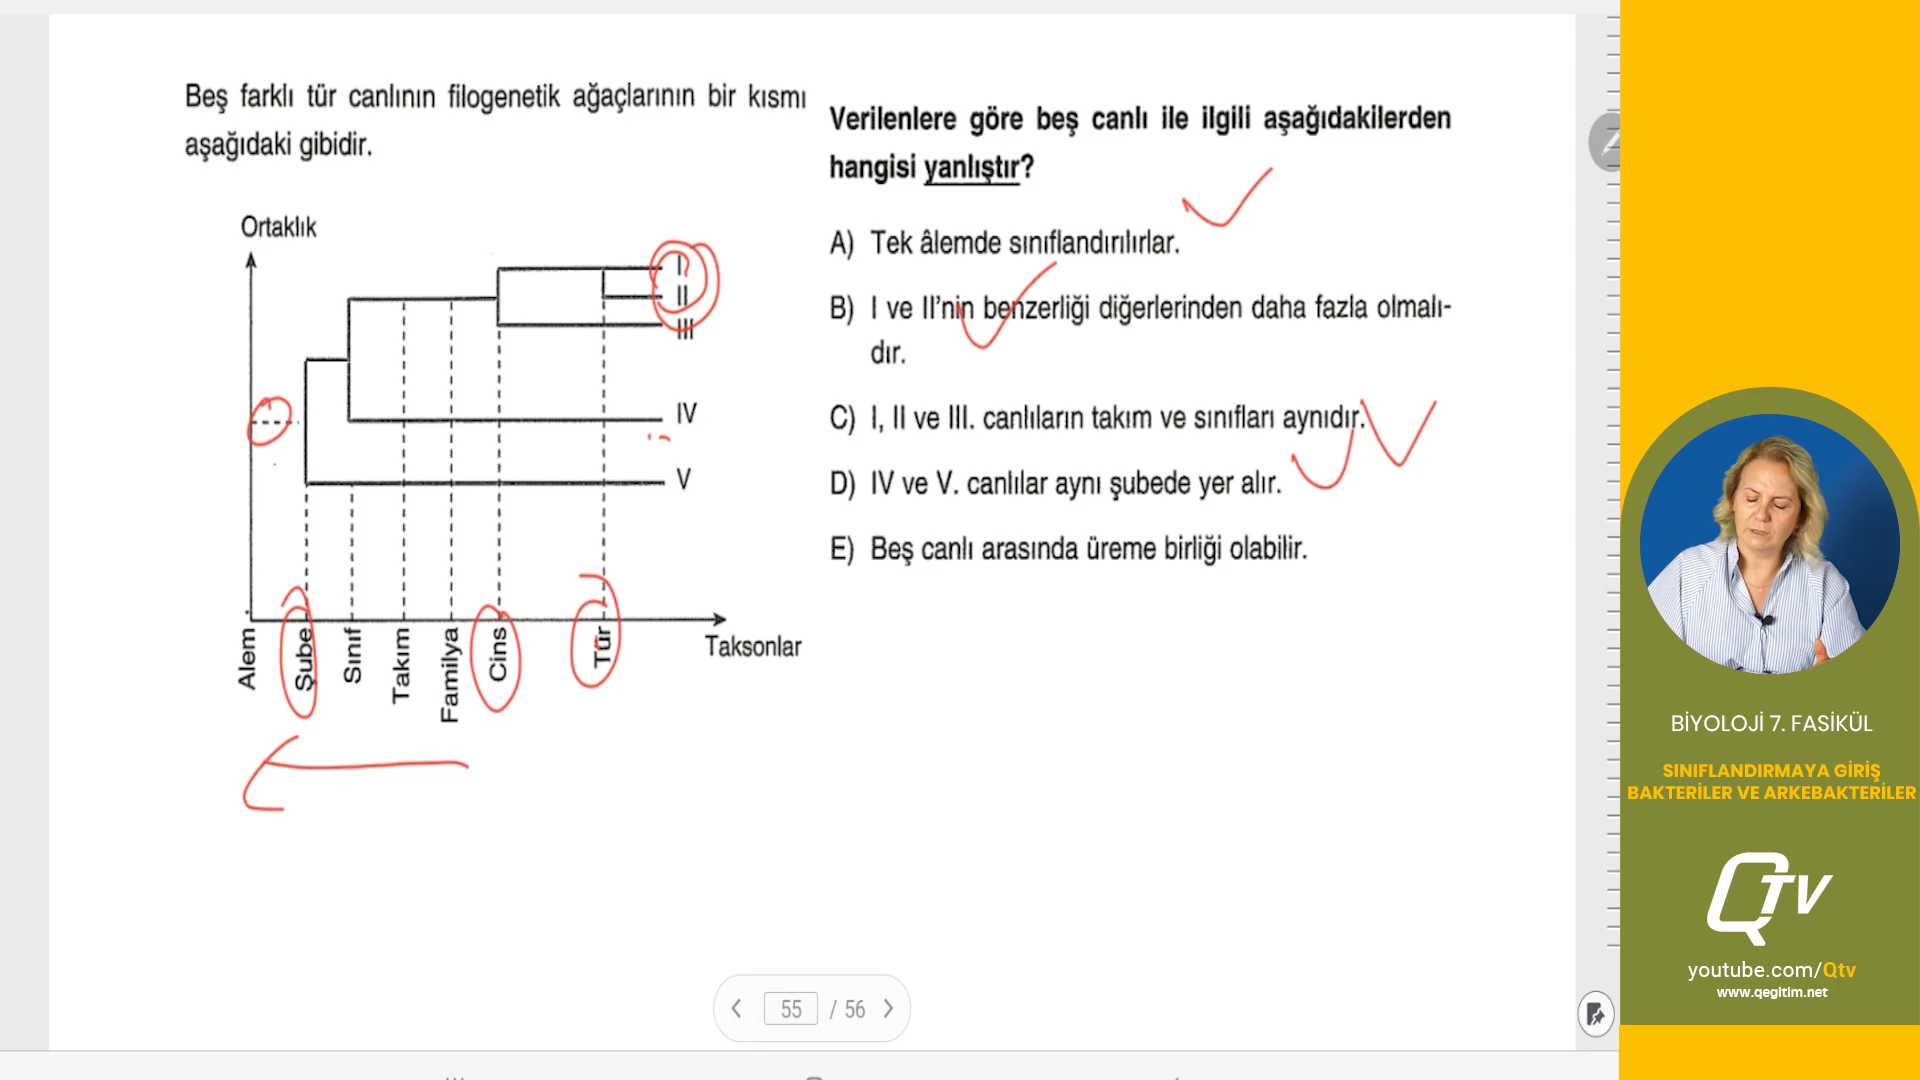 Beş farklı tür canlının filogenetik ağaçlarının bir kısmı
aşağıdaki gibidir.
Ortaklık
I
II
III
IV
V
Alem
Şube
Sınıf
Takım
Familya
Cins
Tür
Taksonlar
Verilenlere göre beş canlı ile ilgili aşağıdakilerden
hangisi yanlıştır?
A) Tek âlemde sınıflandırılırlar.
B) I ve II'nin benzerliği diğerlerinden daha fazla olmalı-
dır.
C) I, II ve III. canlıların takım ve sınıfları aynıdır.
D) IV ve V. canlılar aynı şubede yer alır.
E) Beş canlı arasında üreme birliği olabilir.
55 / 56
BİYOLOJİ 7. FASİKÜL
SINIFLANDIRMAYA GİRİŞ
BAKTERİLER VE ARKEBAKTERİLER
QTV
youtube.com/Qtv
www.qegitim.net